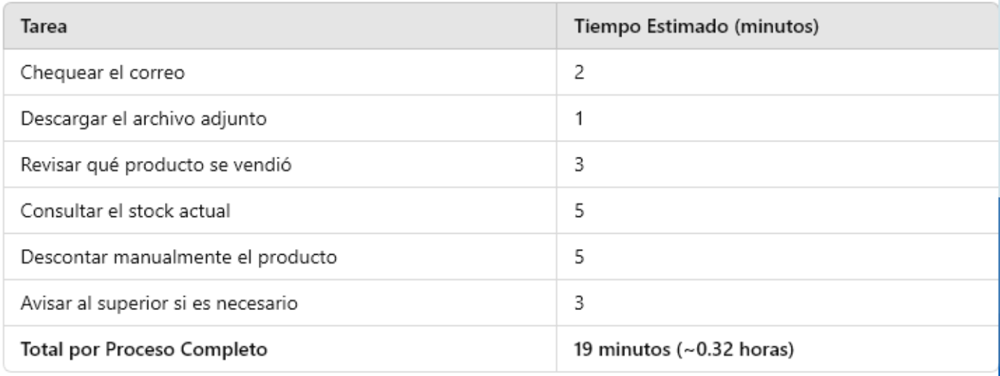 Tarea Tiempo Estimado (minutos)
Chequear el correo 2
Descargar el archivo adjunto 1
Revisar qué producto se vendió 3
Consultar el stock actual 5
Descontar manualmente el producto 5
Avisar al superior si es necesario 3
Total por Proceso Completo 19 minutos (~0.32 horas)